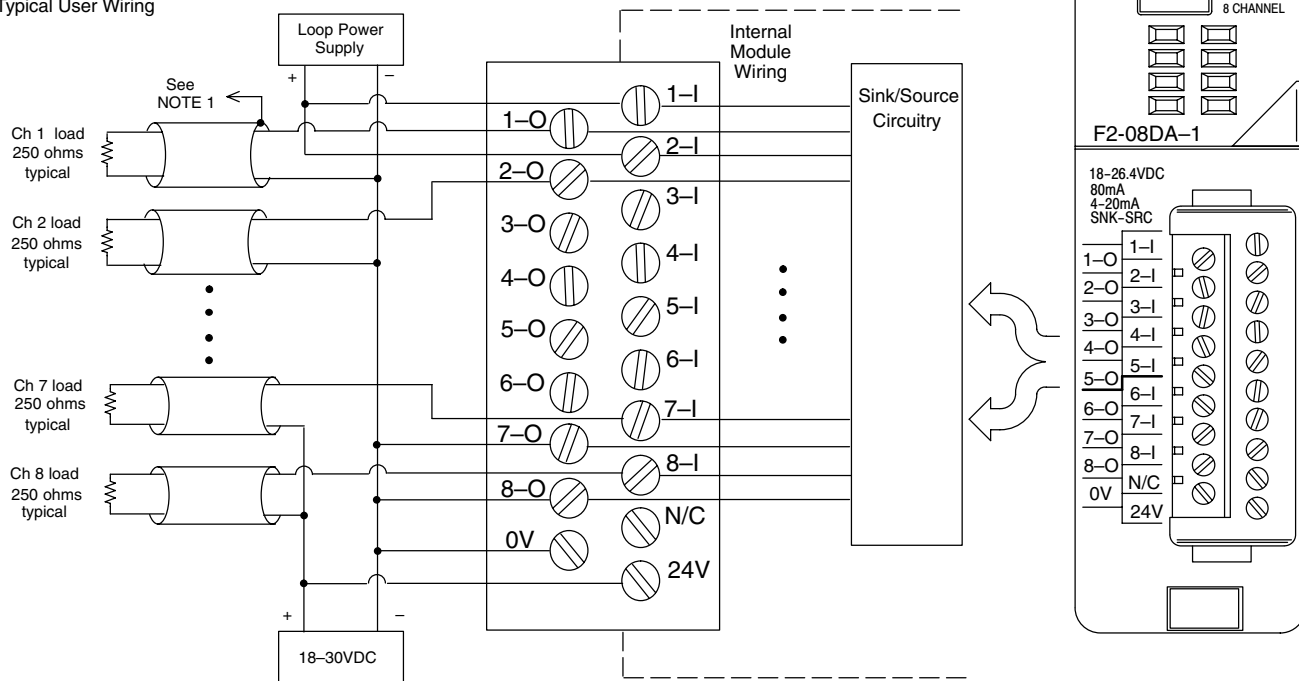 Typical User Wiring
Loop Power
Supply
+
–
See
NOTE 1
Ch 1 load
250 ohms
typical
Ch 2 load
250 ohms
typical
Ch 7 load
250 ohms
typical
Ch 8 load
250 ohms
typical
+
–
18–30VDC
Internal
Module
Wiring
1–I
1–O
2–I
2–O
3–I
3–O
4–I
4–O
5–I
5–O
6–I
6–O
7–I
7–O
8–I
8–O
N/C
0V
24V
Sink/Source
Circuitry
8 CHANNEL
F2-08DA–1
18-26.4VDC
80mA
4-20mA
SNK-SRC
1–I
1–O
2–I
2–O
3–I
3–O
4–I
4–O
5–I
5–O
6–I
6–O
7–I
7–O
8–I
8–O
N/C
0V
24V